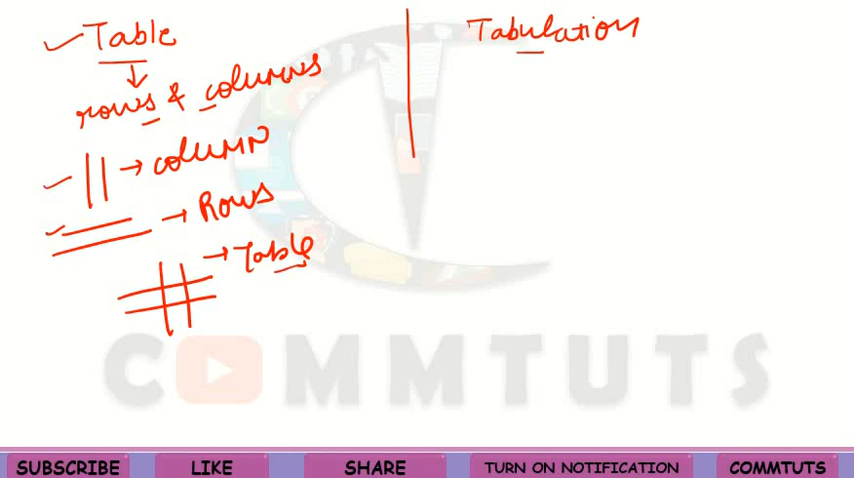 Table
rows & columns
→ column
→ Rows
→ Table
Tabulation
COMMTUTS
SUBSCRIBE
LIKE
SHARE
TURN ON NOTIFICATION
COMMTUTS